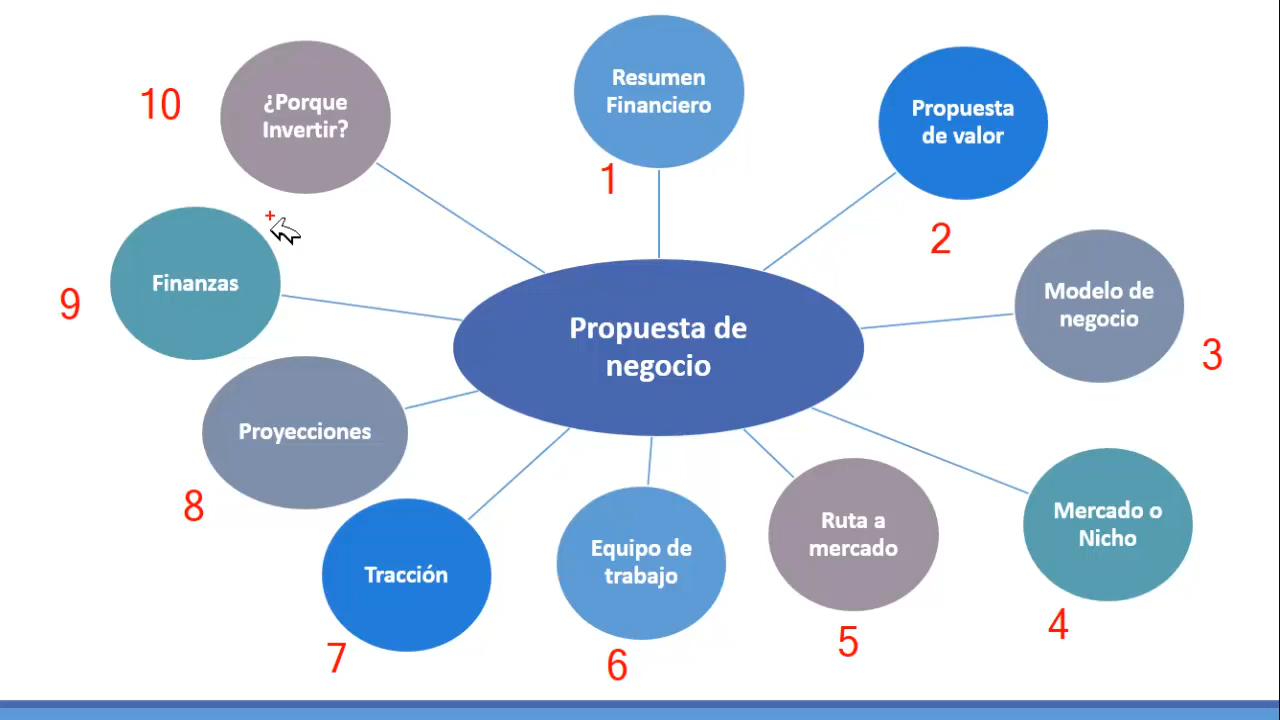 Propuesta de
negocio
Resumen
Financiero
1
Propuesta
de valor
2
Modelo de
negocio
3
Mercado o
Nicho
4
Ruta a
mercado
5
Equipo de
trabajo
6
Tracción
7
Proyecciones
8
Finanzas
9
¿Porque
Invertir?
10